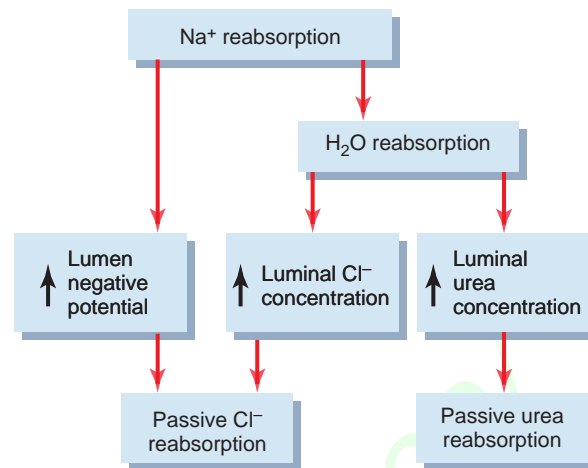 Na⁺ reabsorption
H₂O reabsorption
Lumen
negative
potential
Luminal Cl⁻
concentration
Luminal
urea
concentration
Passive Cl⁻
reabsorption
Passive urea
reabsorption